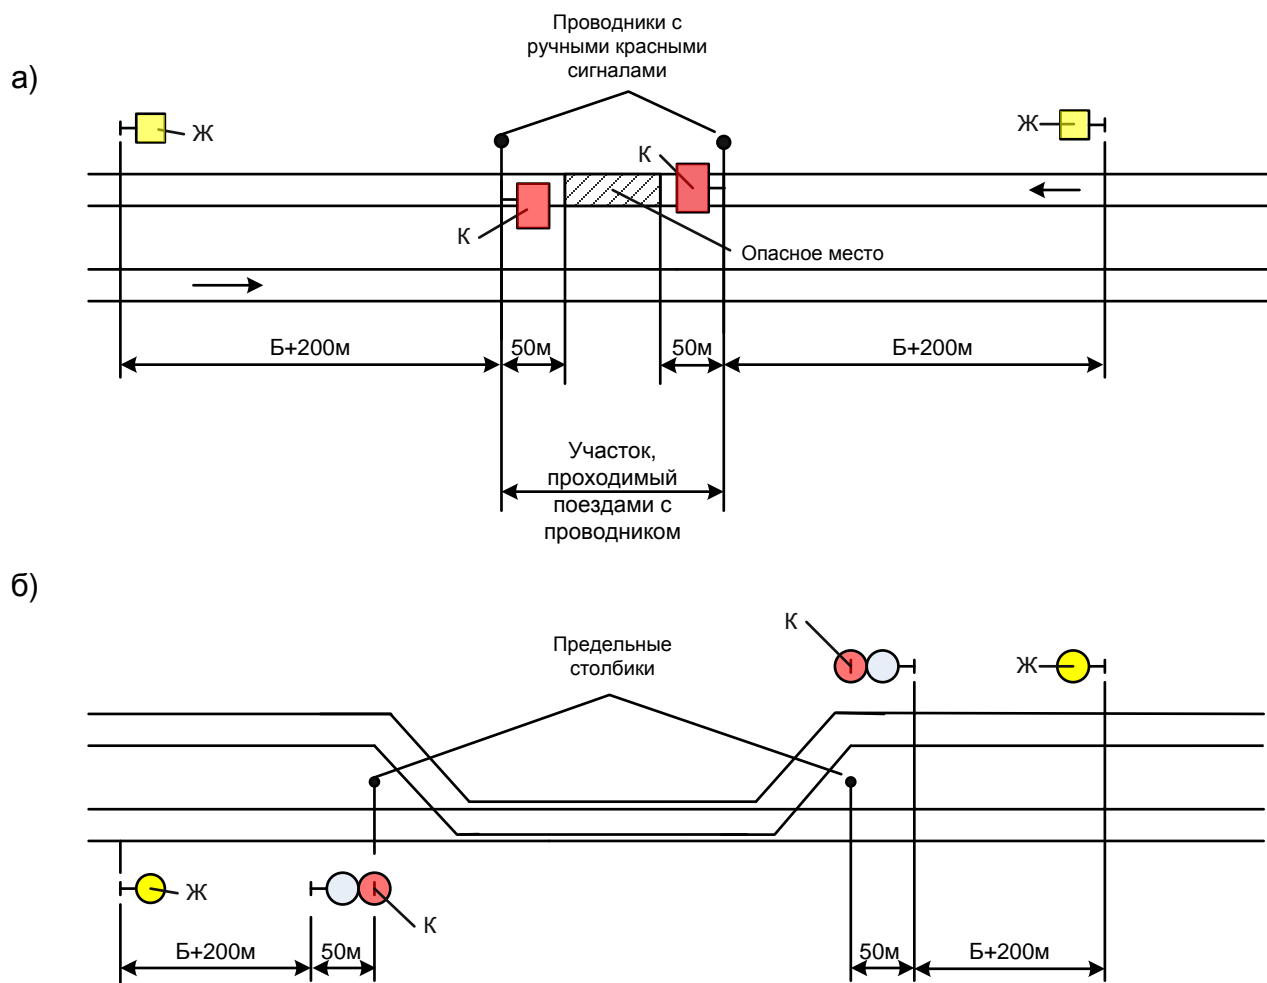 Проводники с
ручными красными
сигналами
а)
Ж
Ж
К
К
Опасное место
Б+200м
50м
50м
Б+200м
Участок,
проходимый
поездами с
проводником
б)
К
Предельные
столбики
Ж
Ж
К
Б+200м
50м
50м
Б+200м